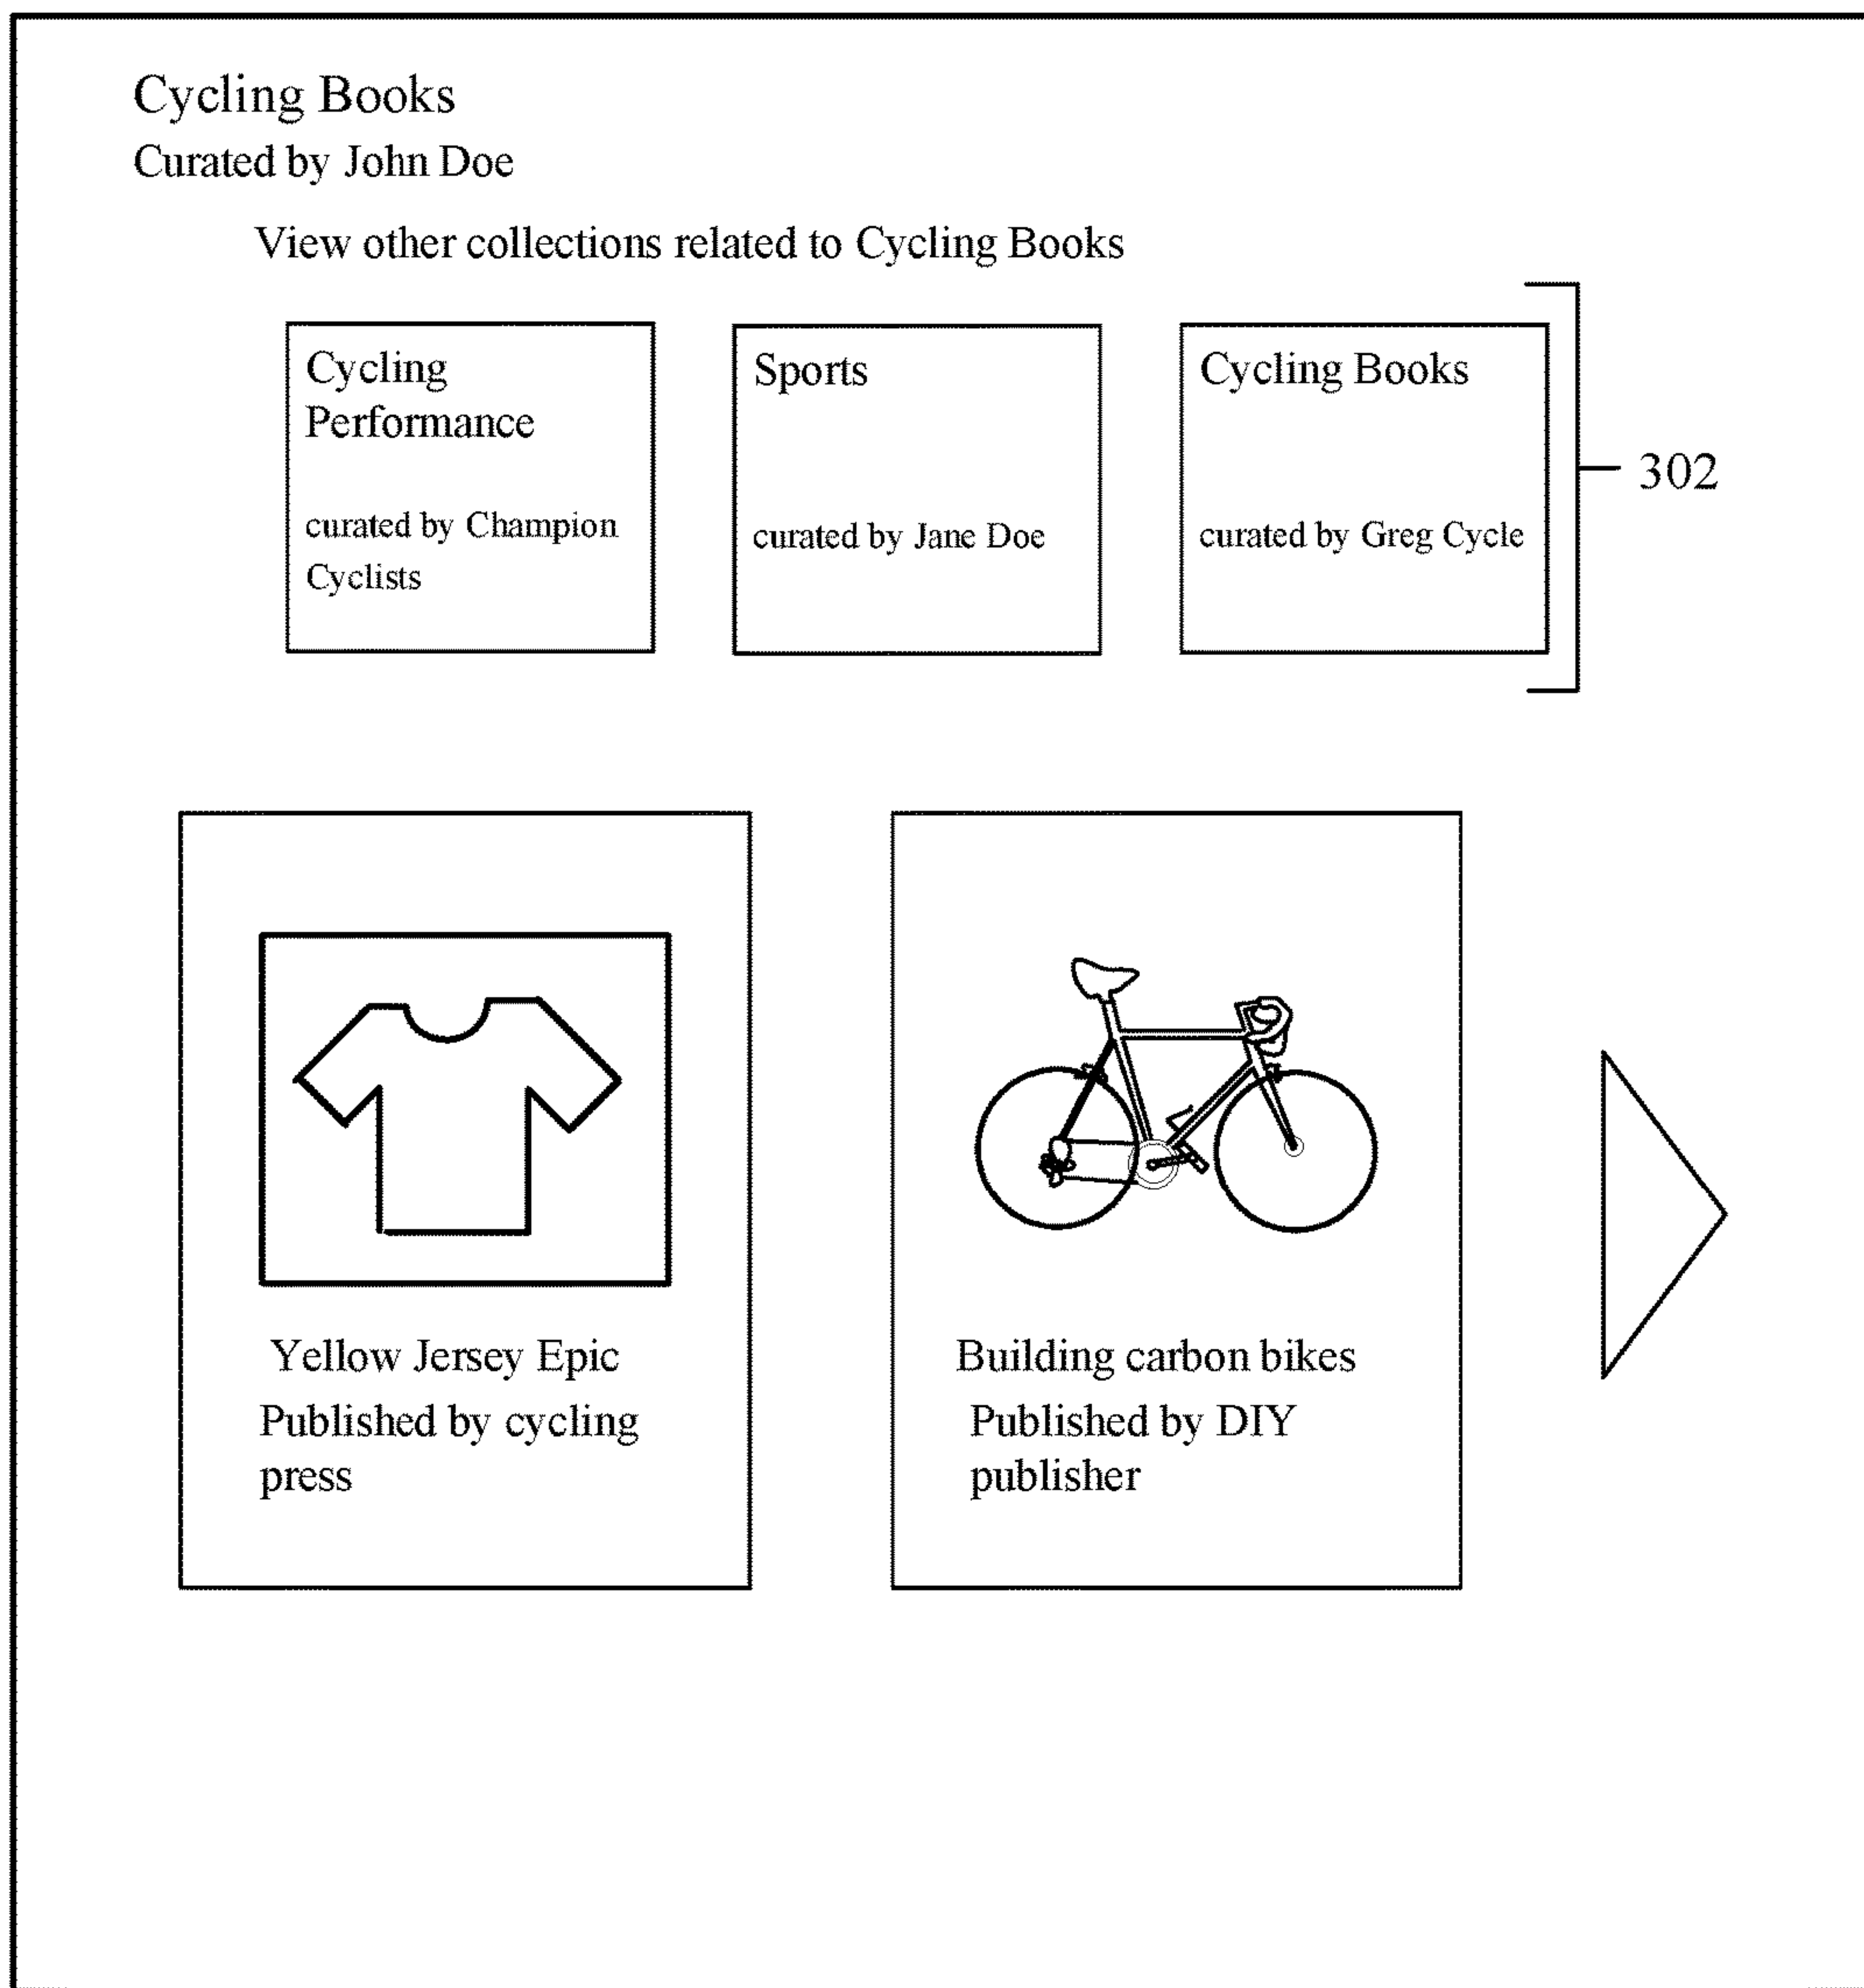 Cycling Books
Curated by John Doe
View other collections related to Cycling Books
Cycling
Performance
curated by Champion
Cyclists
Sports
curated by Jane Doe
Cycling Books
curated by Greg Cycle
302
Yellow Jersey Epic
Published by cycling
press
Building carbon bikes
Published by DIY
publisher